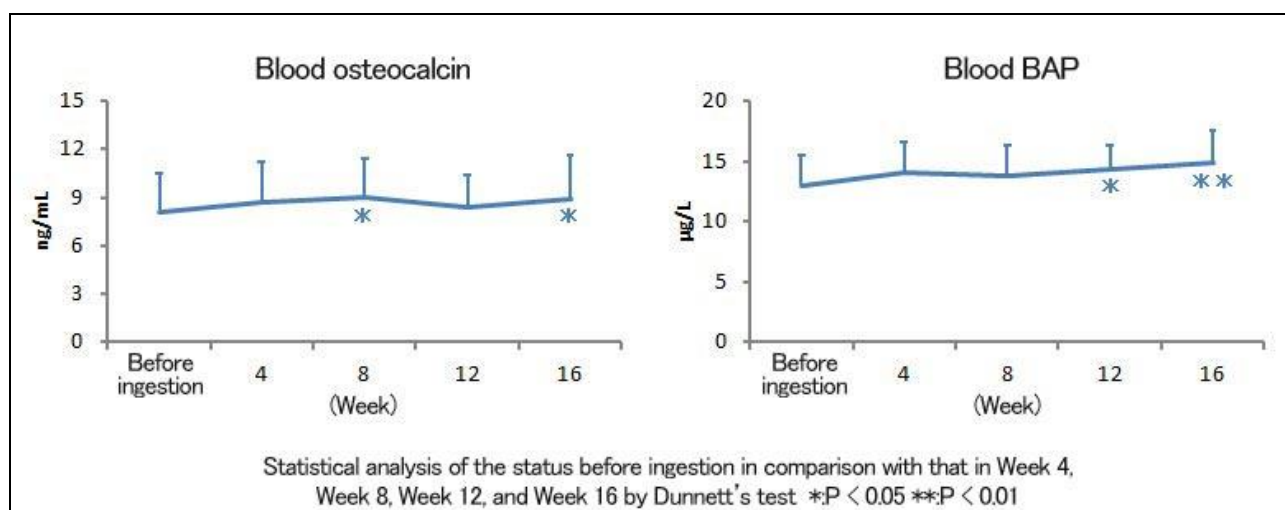 Blood osteocalcin
15
12
9
6
3
0
ng/mL
* *
Before ingestion 4 8 12 16
(Week)
Blood BAP
20
15
10
5
0
µg/L
* **
Before ingestion 4 8 12 16
(Week)
Statistical analysis of the status before ingestion in comparison with that in Week 4,
Week 8, Week 12, and Week 16 by Dunnett's test *:P < 0.05 **:P < 0.01